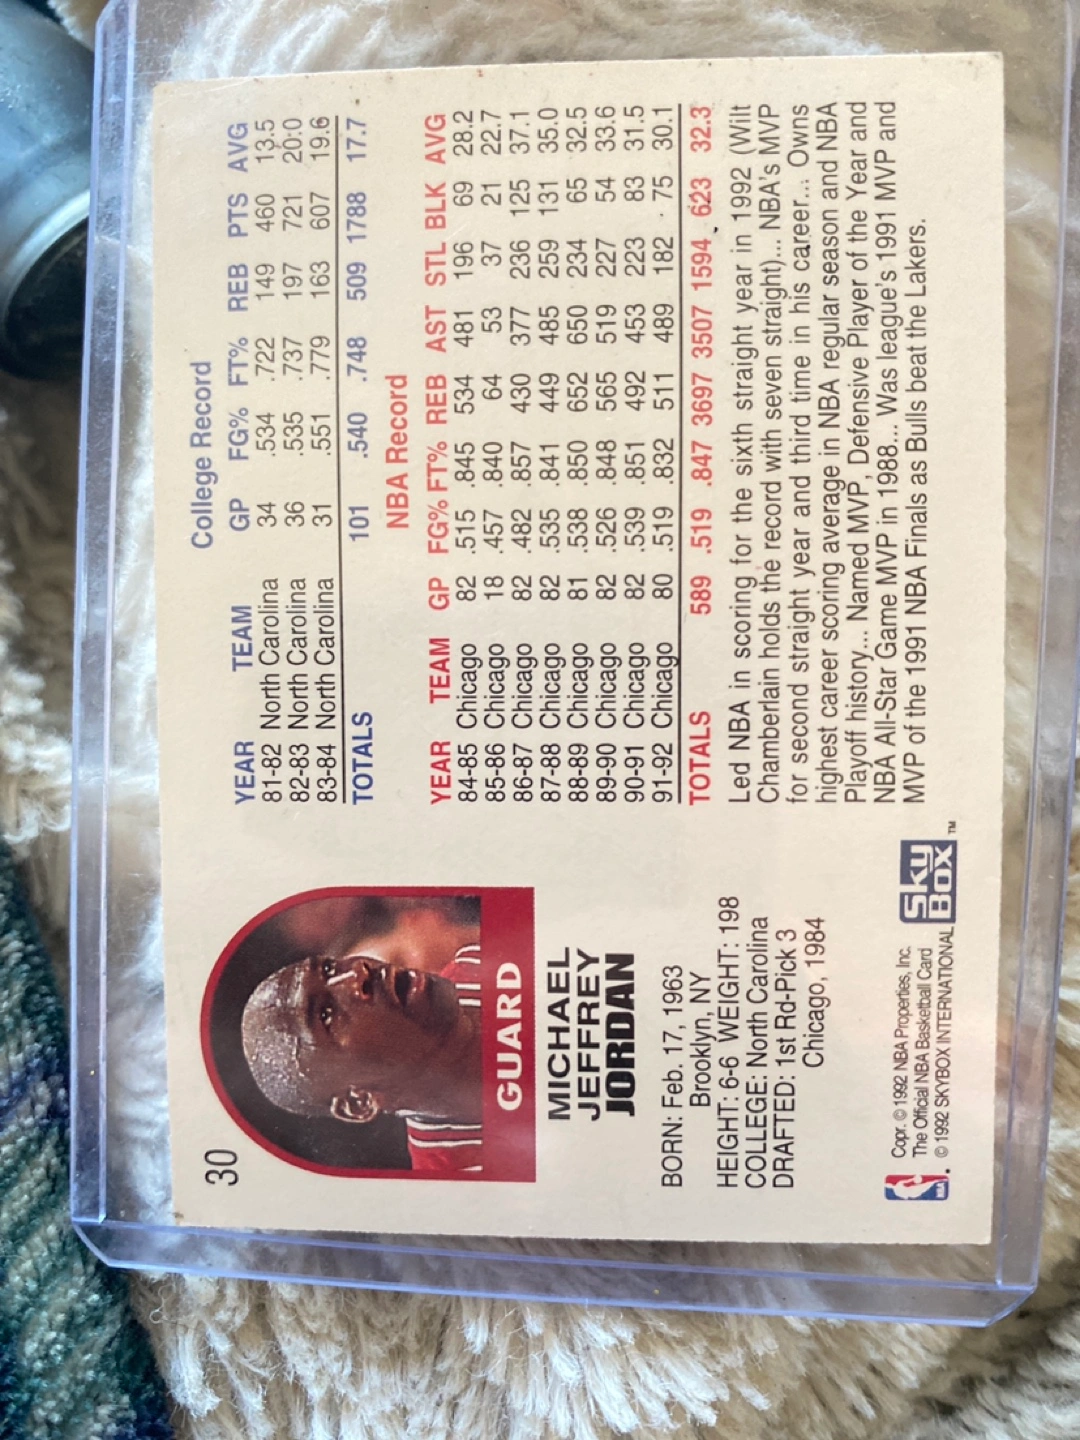 30
GUARD
MICHAEL
JEFFREY
JORDAN
BORN: Feb. 17, 1963
Brooklyn, NY
HEIGHT: 6-6 WEIGHT: 198
COLLEGE: North Carolina
DRAFTED: 1st Rd-Pick 3
Chicago, 1984
Copr. © 1992 NBA Properties, Inc.
The Official NBA Basketball Card
© 1992 SKYBOX INTERNATIONAL
NBA
Sky
Box ™
College Record
YEAR TEAM GP FG% FT% REB PTS AVG
81-82 North Carolina 34 .534 .722 149 460 13.5
82-83 North Carolina 36 .535 .737 197 721 20.0
83-84 North Carolina 31 .551 .779 163 607 19.6
TOTALS 101 .540 .748 509 1788 17.7
NBA Record
YEAR TEAM GP FG% FT% REB AST STL BLK AVG
84-85 Chicago 82 .515 .845 534 481 196 69 28.2
85-86 Chicago 18 .457 .840 64 53 37 21 22.7
86-87 Chicago 82 .482 .857 430 377 236 125 37.1
87-88 Chicago 82 .535 .841 449 485 259 131 35.0
88-89 Chicago 81 .538 .850 652 650 234 65 32.5
89-90 Chicago 82 .526 .848 565 519 227 54 33.6
90-91 Chicago 82 .539 .851 492 453 223 83 31.5
91-92 Chicago 80 .519 .832 511 489 182 75 30.1
TOTALS 589 .519 .847 3697 3507 1594 623 32.3
Led NBA in scoring for the sixth straight year in 1992 (Wilt
Chamberlain holds the record with seven straight)... NBA's MVP
for second straight year and third time in his career... Owns
highest career scoring average in NBA regular season and NBA
Playoff history... Named MVP, Defensive Player of the Year and
NBA All-Star Game MVP in 1988... Was league's 1991 MVP and
MVP of the 1991 NBA Finals as Bulls beat the Lakers.